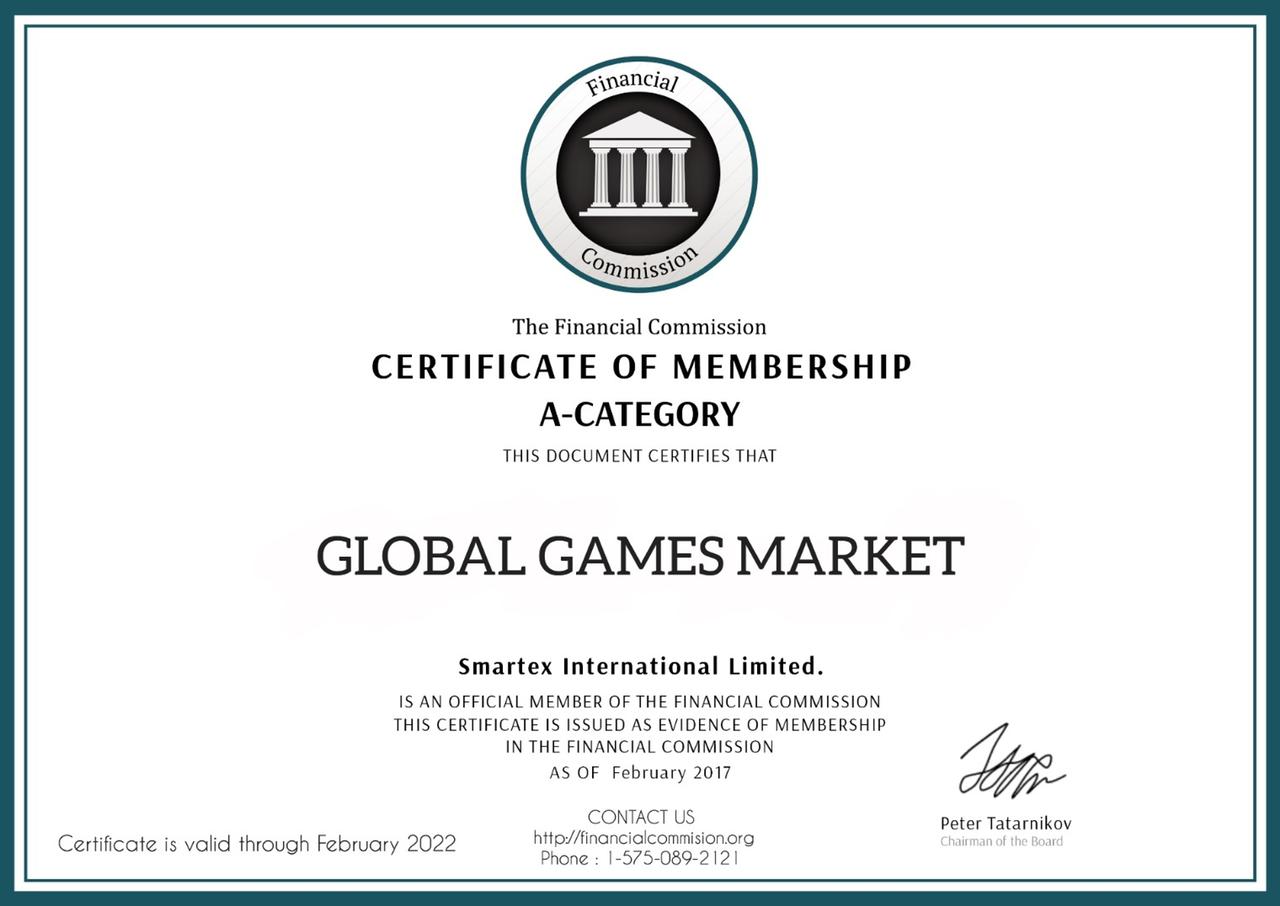 Financial
Commission
The Financial Commission
CERTIFICATE OF MEMBERSHIP
A-CATEGORY
THIS DOCUMENT CERTIFIES THAT
GLOBAL GAMES MARKET
Smartex International Limited.
IS AN OFFICIAL MEMBER OF THE FINANCIAL COMMISSION
THIS CERTIFICATE IS ISSUED AS EVIDENCE OF MEMBERSHIP
IN THE FINANCIAL COMMISSION
AS OF February 2017
CONTACT US
http://financialcommision.org
Phone : 1-575-089-2121
Certificate is valid through February 2022
Peter Tatarnikov
Chairman of the Board